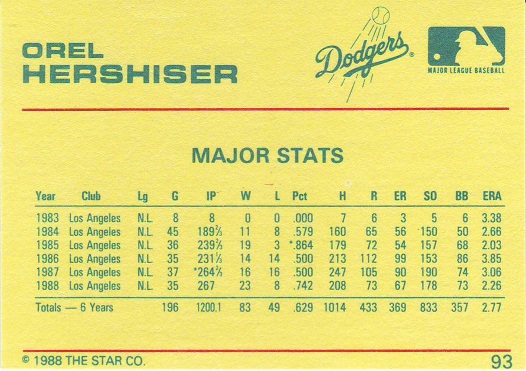 OREL
HERSHISER
Dodgers
MAJOR LEAGUE BASEBALL
MAJOR STATS
Year Club Lg G IP W L Pct H R ER SO BB ERA
1983 Los Angeles N.L. 8 8 0 0 .000 7 6 3 5 6 3.38
1984 Los Angeles N.L. 45 189⅔ 11 8 .579 160 65 56 150 50 2.66
1985 Los Angeles N.L. 36 239⅔ 19 3 *.864 179 72 54 157 68 2.03
1986 Los Angeles N.L. 35 231⅓ 14 14 .500 213 112 99 153 86 3.85
1987 Los Angeles N.L. 37 *264⅔ 16 16 .500 247 105 90 190 74 3.06
1988 Los Angeles N.L. 35 267 23 8 .742 208 73 67 178 73 2.26
Totals — 6 Years 196 1200.1 83 49 .629 1014 433 369 833 357 2.77
© 1988 THE STAR CO. 93